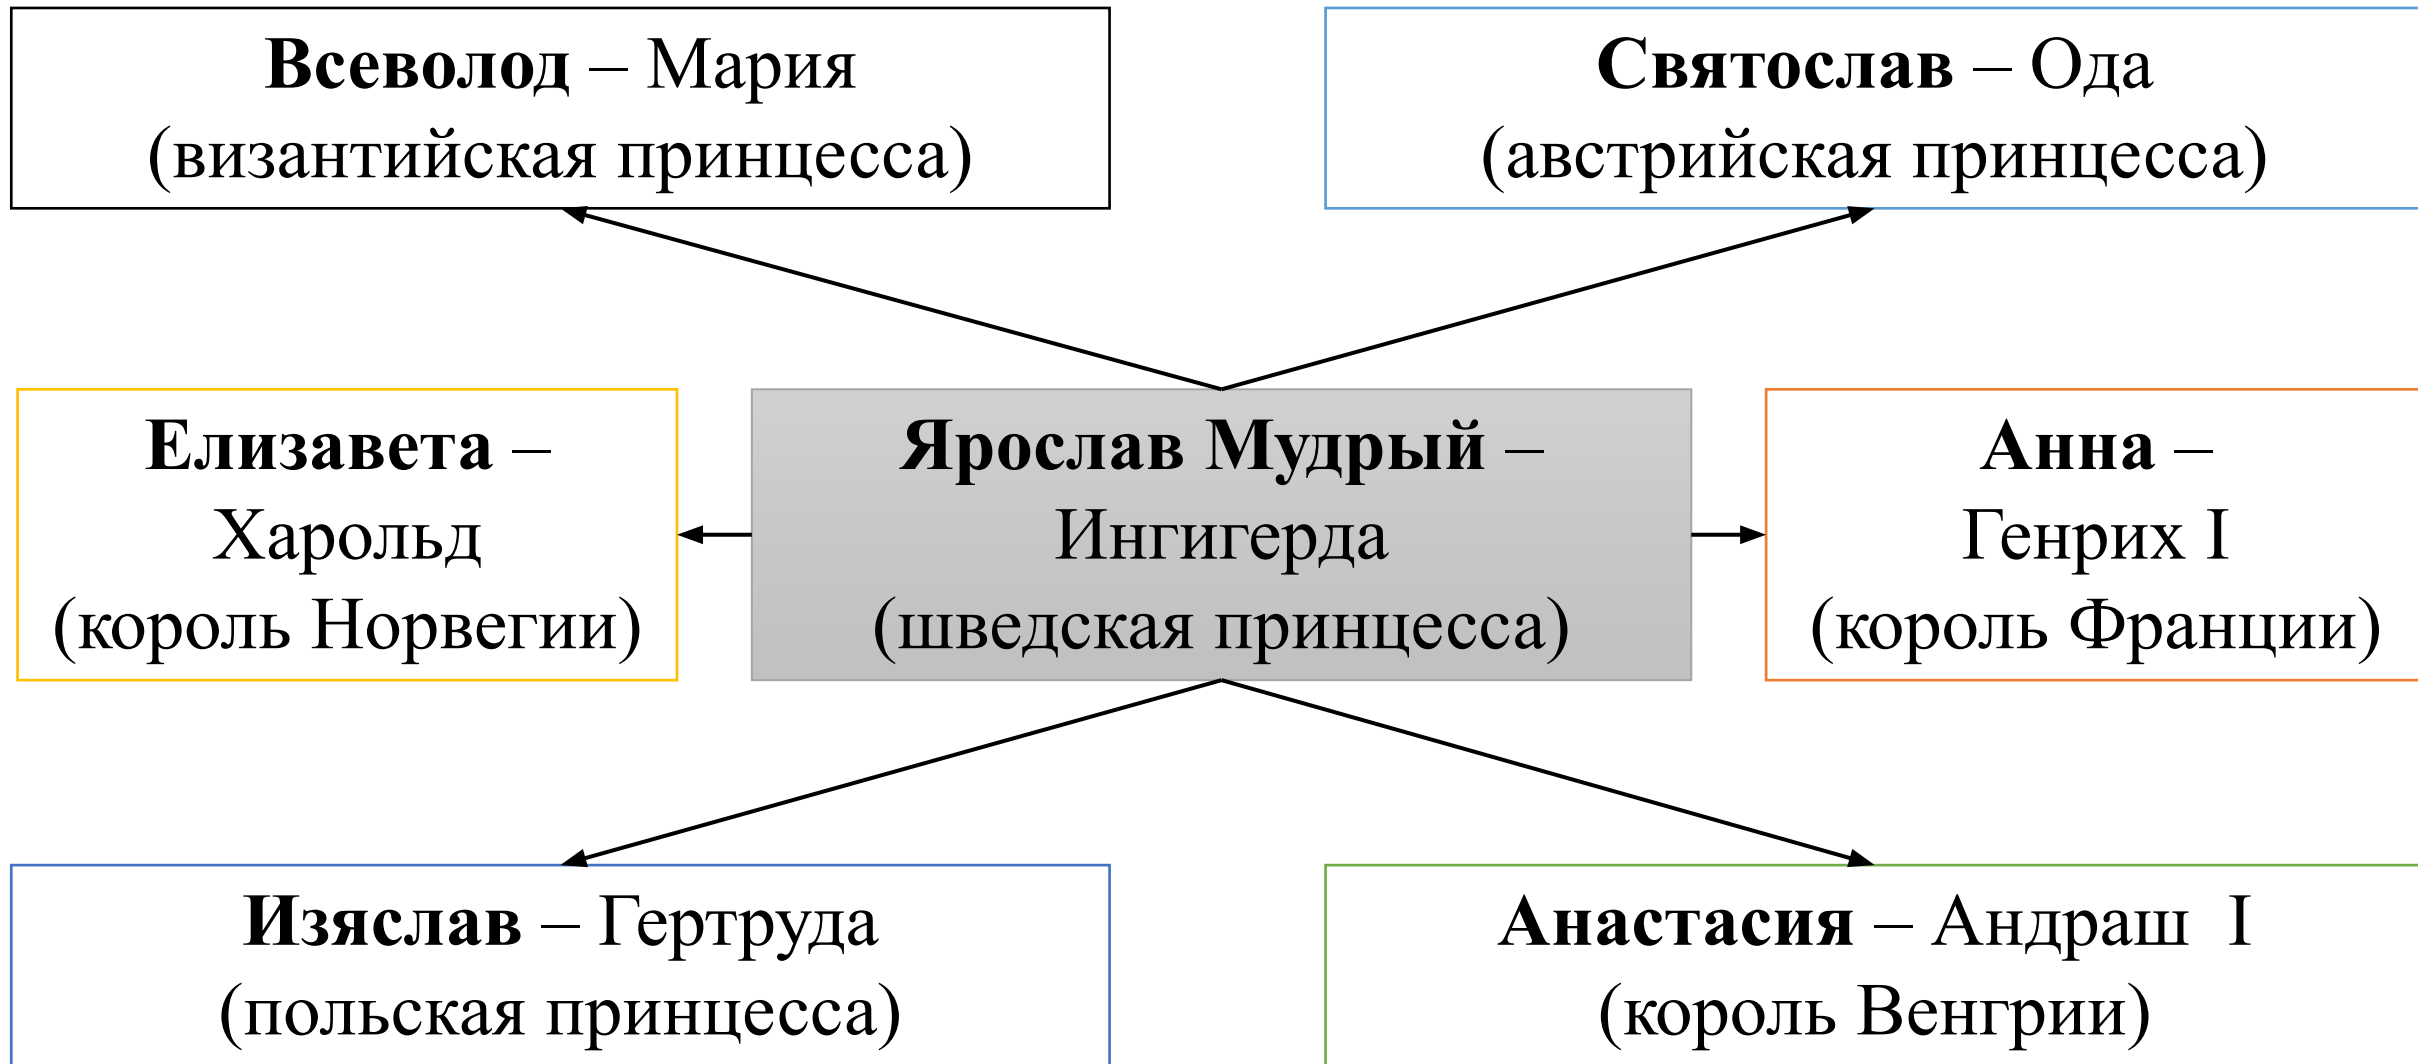 Всеволод – Мария
(византийская принцесса)
Святослав – Ода
(австрийская принцесса)
Елизавета –
Харольд
(король Норвегии)
Ярослав Мудрый –
Ингигерда
(шведская принцесса)
Анна –
Генрих I
(король Франции)
Изяслав – Гертруда
(польская принцесса)
Анастасия – Андраш  I
(король Венгрии)